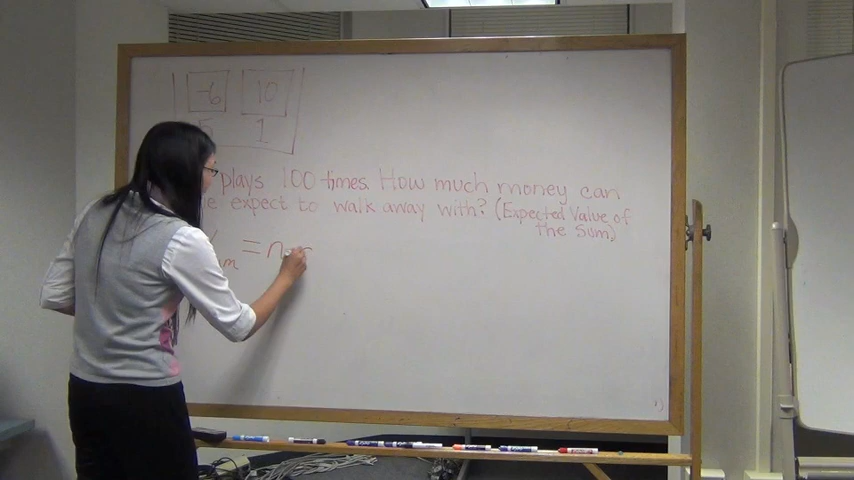 -6 10
5 1
plays 100 times. How much money can
expect to walk away with? (Expected Value of
the Sum)
= n